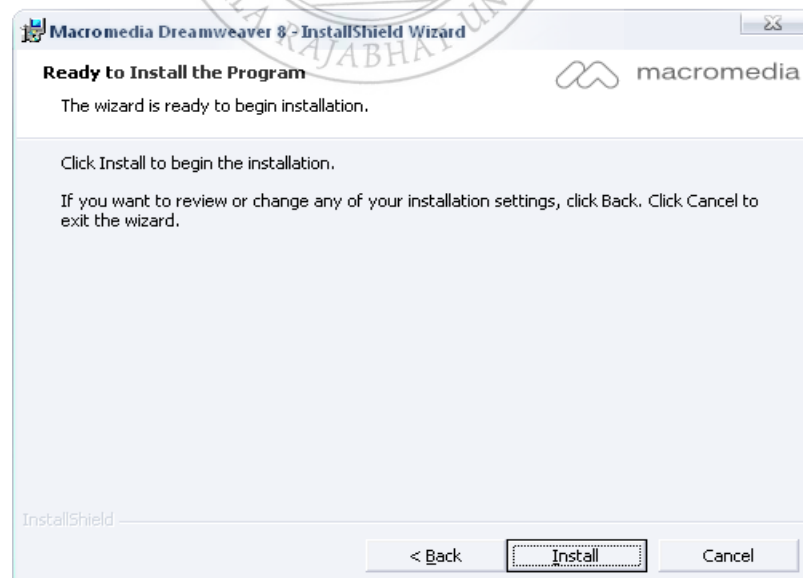 Macromedia Dreamweaver 8 - InstallShield Wizard
RAJABHAT
Ready to Install the Program
macromedia
The wizard is ready to begin installation.
Click Install to begin the installation.
If you want to review or change any of your installation settings, click Back. Click Cancel to
exit the wizard.
InstallShield
< Back
Install
Cancel